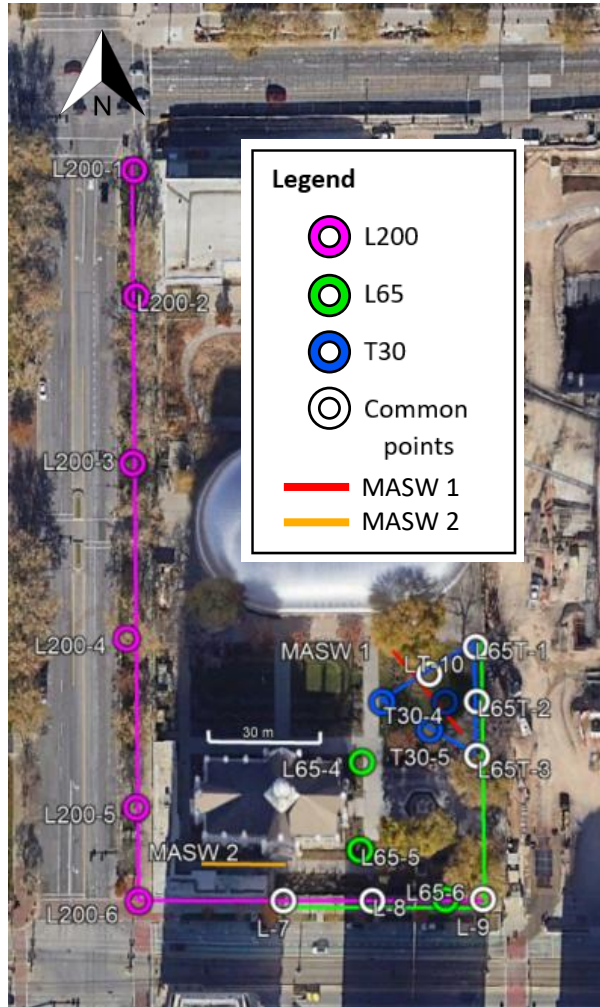 N
L200-1
L200-2
L200-3
L200-4
L200-5
L200-6
Legend
L200
L65
T30
Common
points
MASW 1
MASW 2
MASW 1
LT-10
L65T-1
L65T-2
T30-4
T30-5
L65T-3
30 m
L65-4
MASW 2
L65-5
L65-6
L-7
L-8
L-9